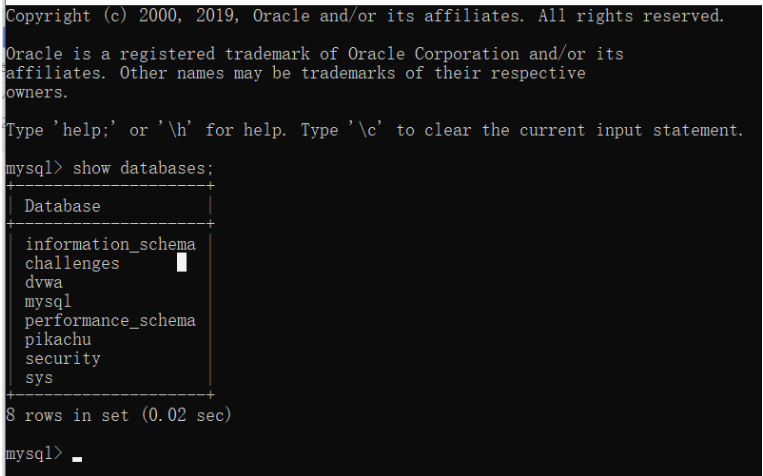 Copyright (c) 2000, 2019, Oracle and/or its affiliates. All rights reserved.
Oracle is a registered trademark of Oracle Corporation and/or its
affiliates. Other names may be trademarks of their respective
owners.
Type 'help;' or '\h' for help. Type '\c' to clear the current input statement.
mysql> show databases;
+--------------------+
| Database           |
+--------------------+
| information_schema |
| challenges         |
| dvwa               |
| mysql              |
| performance_schema |
| pikachu            |
| security           |
| sys                |
+--------------------+
8 rows in set (0.02 sec)
mysql> _